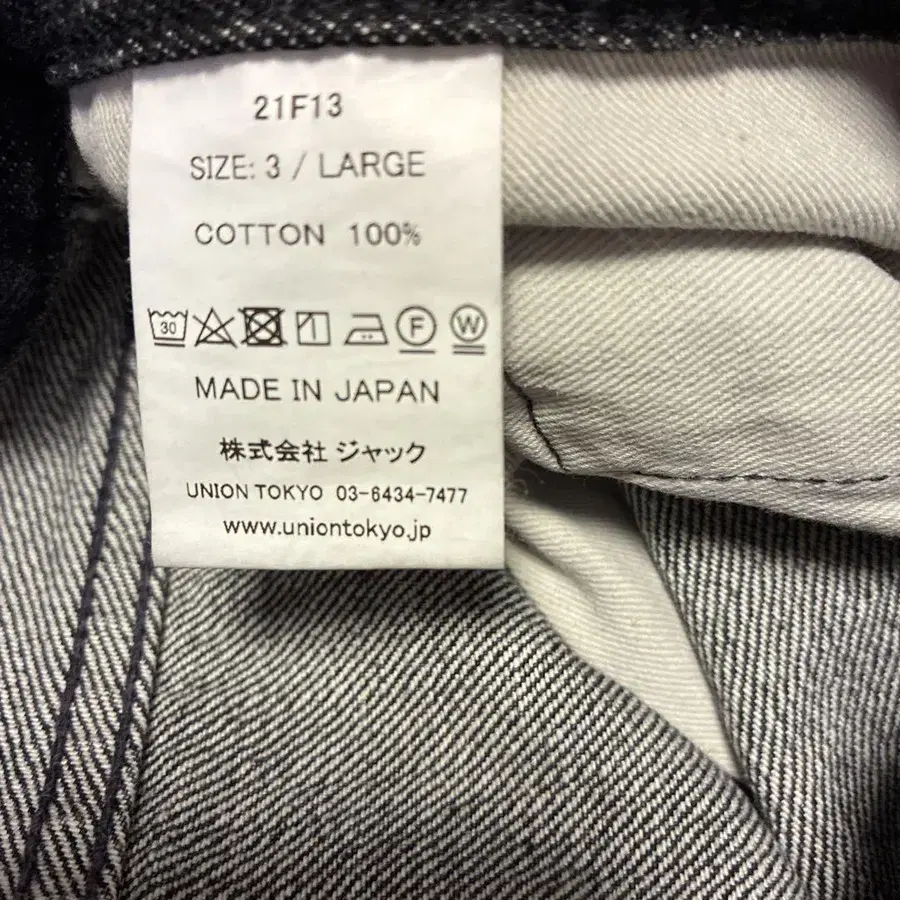 21F13
SIZE: 3 / LARGE
COTTON 100%
30 F W
MADE IN JAPAN
株式会社 ジャック
UNION TOKYO 03-6434-7477
www.uniontokyo.jp